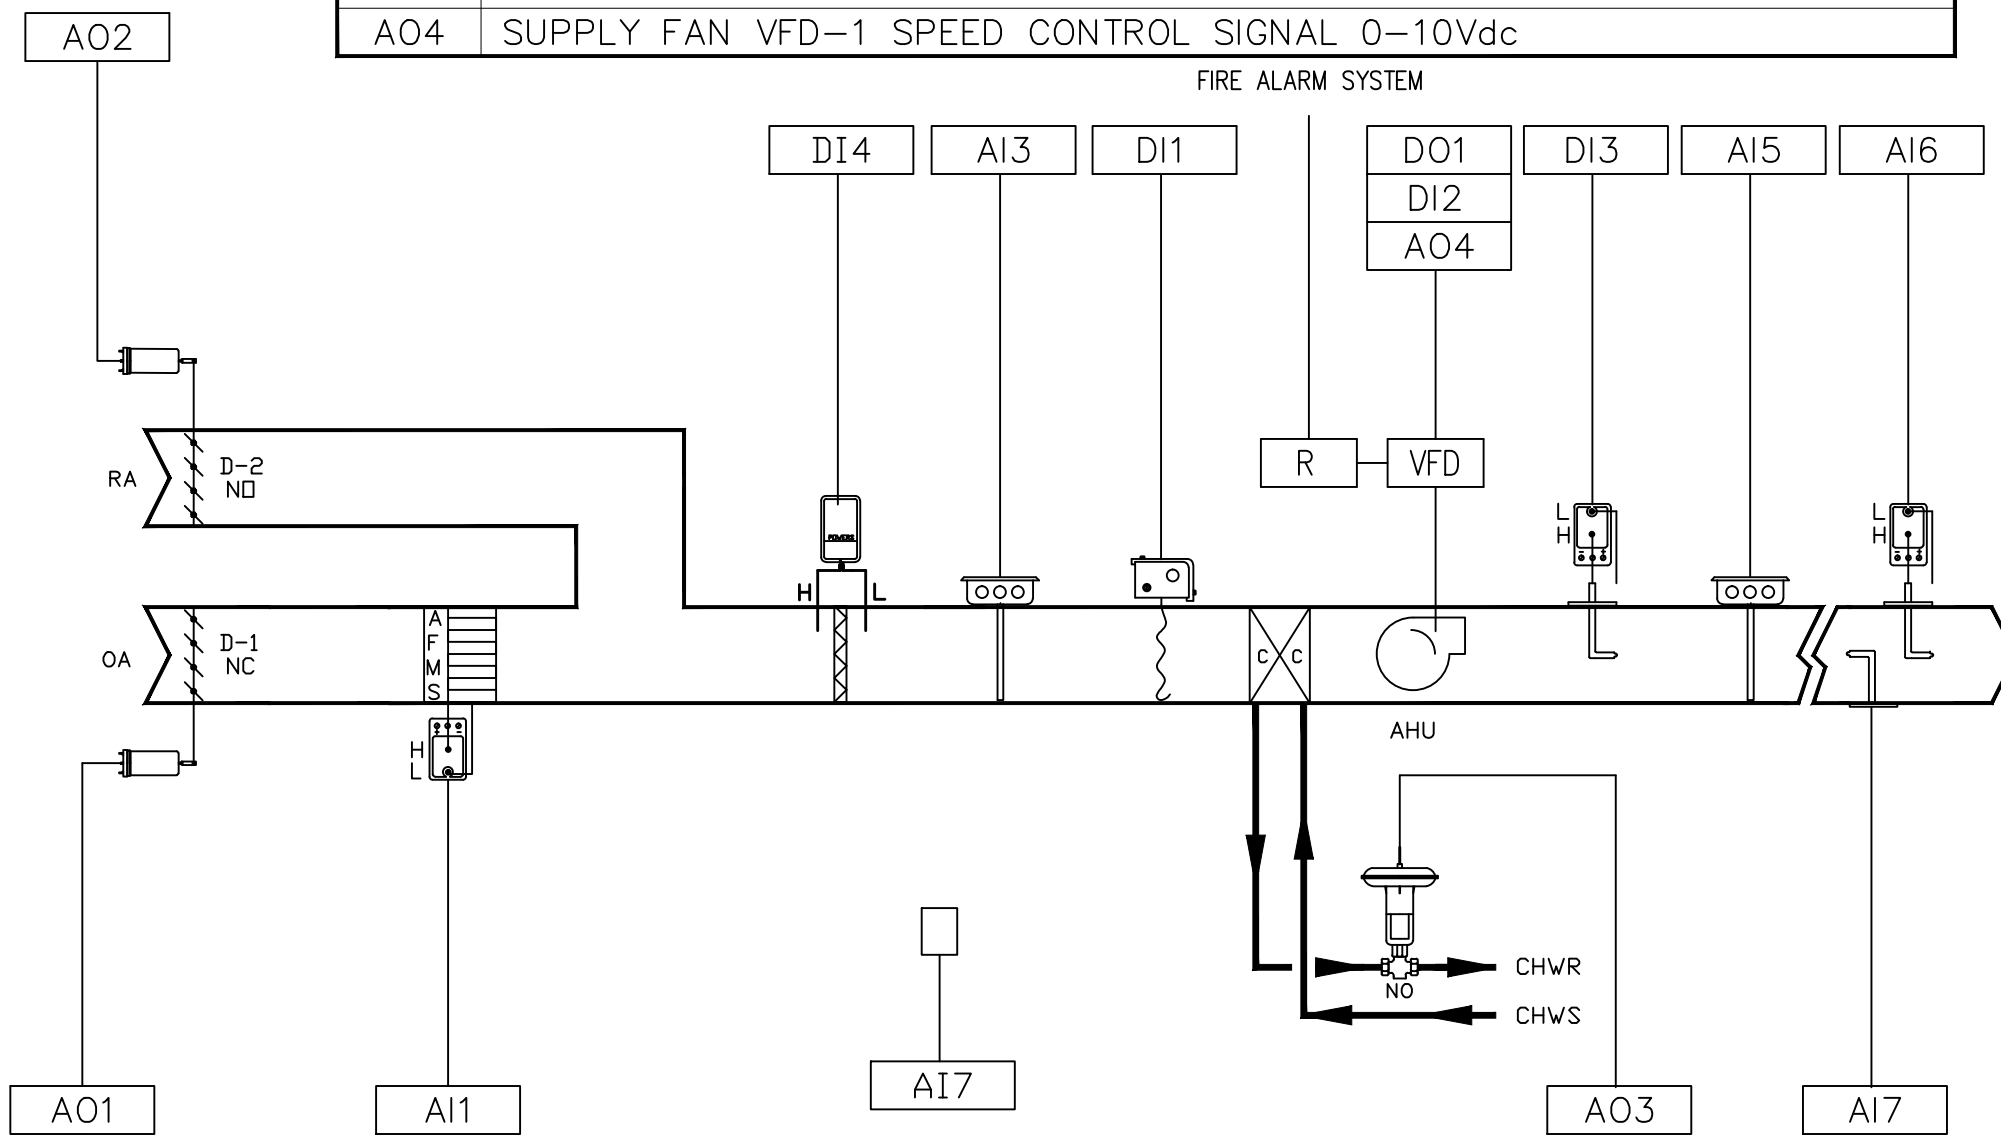 AO2
AO4 SUPPLY FAN VFD-1 SPEED CONTROL SIGNAL 0-10Vdc
FIRE ALARM SYSTEM
DI4
AI3
DI1
DO1
DI2
AO4
DI3
AI5
AI6
RA
D-2
NO
R
VFD
POWERS
L
H
L
H
H
L
OA
D-1
NC
A
F
M
S
C C
H
L
AHU
CHWR
NO
CHWS
AO1
AI1
AI7
AO3
AI7